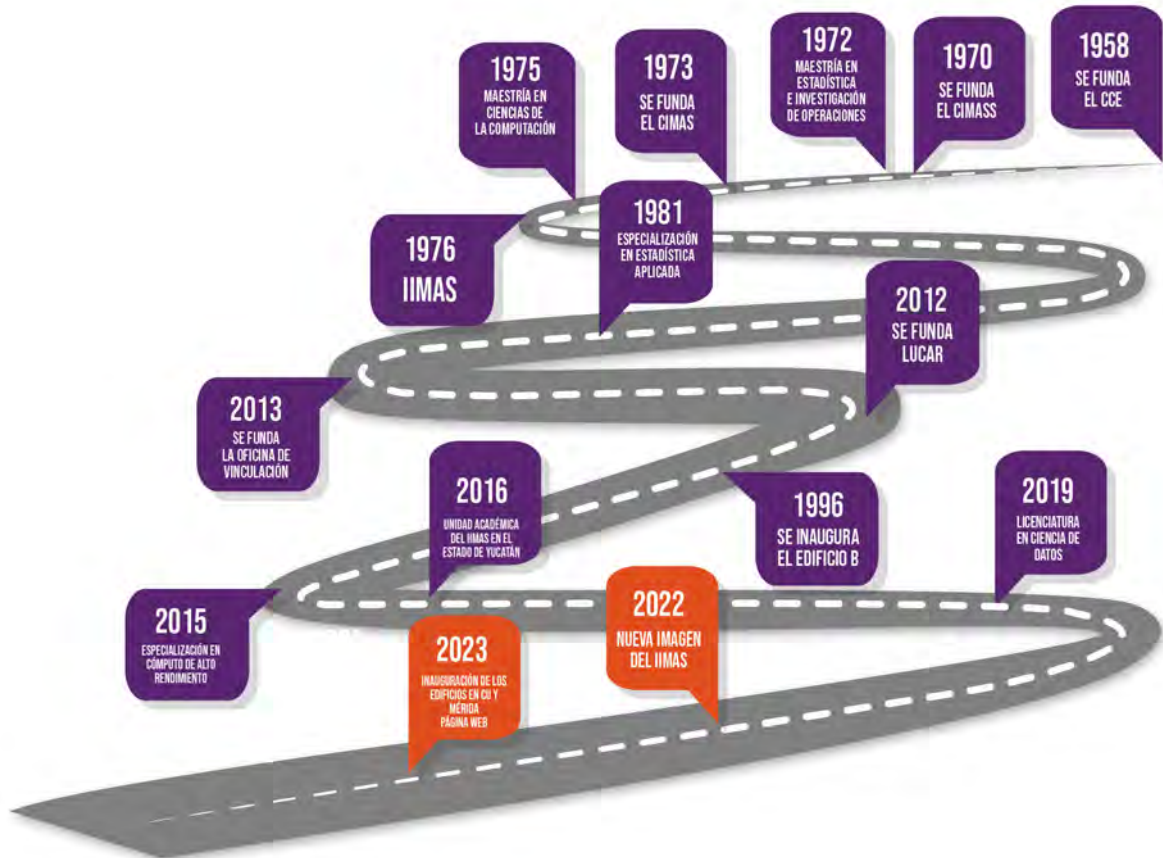 1975
MAESTRÍA EN
CIENCIAS DE
LA COMPUTACIÓN
1973
SE FUNDA
EL CIMAS
1972
MAESTRÍA EN
ESTADÍSTICA
E INVESTIGACIÓN
DE OPERACIONES
1970
SE FUNDA
EL CIMASS
1958
SE FUNDA
EL CCE
1976
IIMAS
1981
ESPECIALIZACIÓN
EN ESTADÍSTICA
APLICADA
2012
SE FUNDA
LUCAR
2013
SE FUNDA
LA OFICINA DE
VINCULACIÓN
2016
UNIDAD ACADÉMICA
DEL IIMAS EN EL
ESTADO DE YUCATÁN
1996
SE INAUGURA
EL EDIFICIO B
2019
LICENCIATURA
EN CIENCIA DE
DATOS
2015
ESPECIALIZACIÓN EN
CÓMPUTO DE ALTO
RENDIMIENTO
2023
INAUGURACIÓN DE LOS
EDIFICIOS EN CU Y
MÉRIDA
PÁGINA WEB
2022
NUEVA IMAGEN
DEL IIMAS